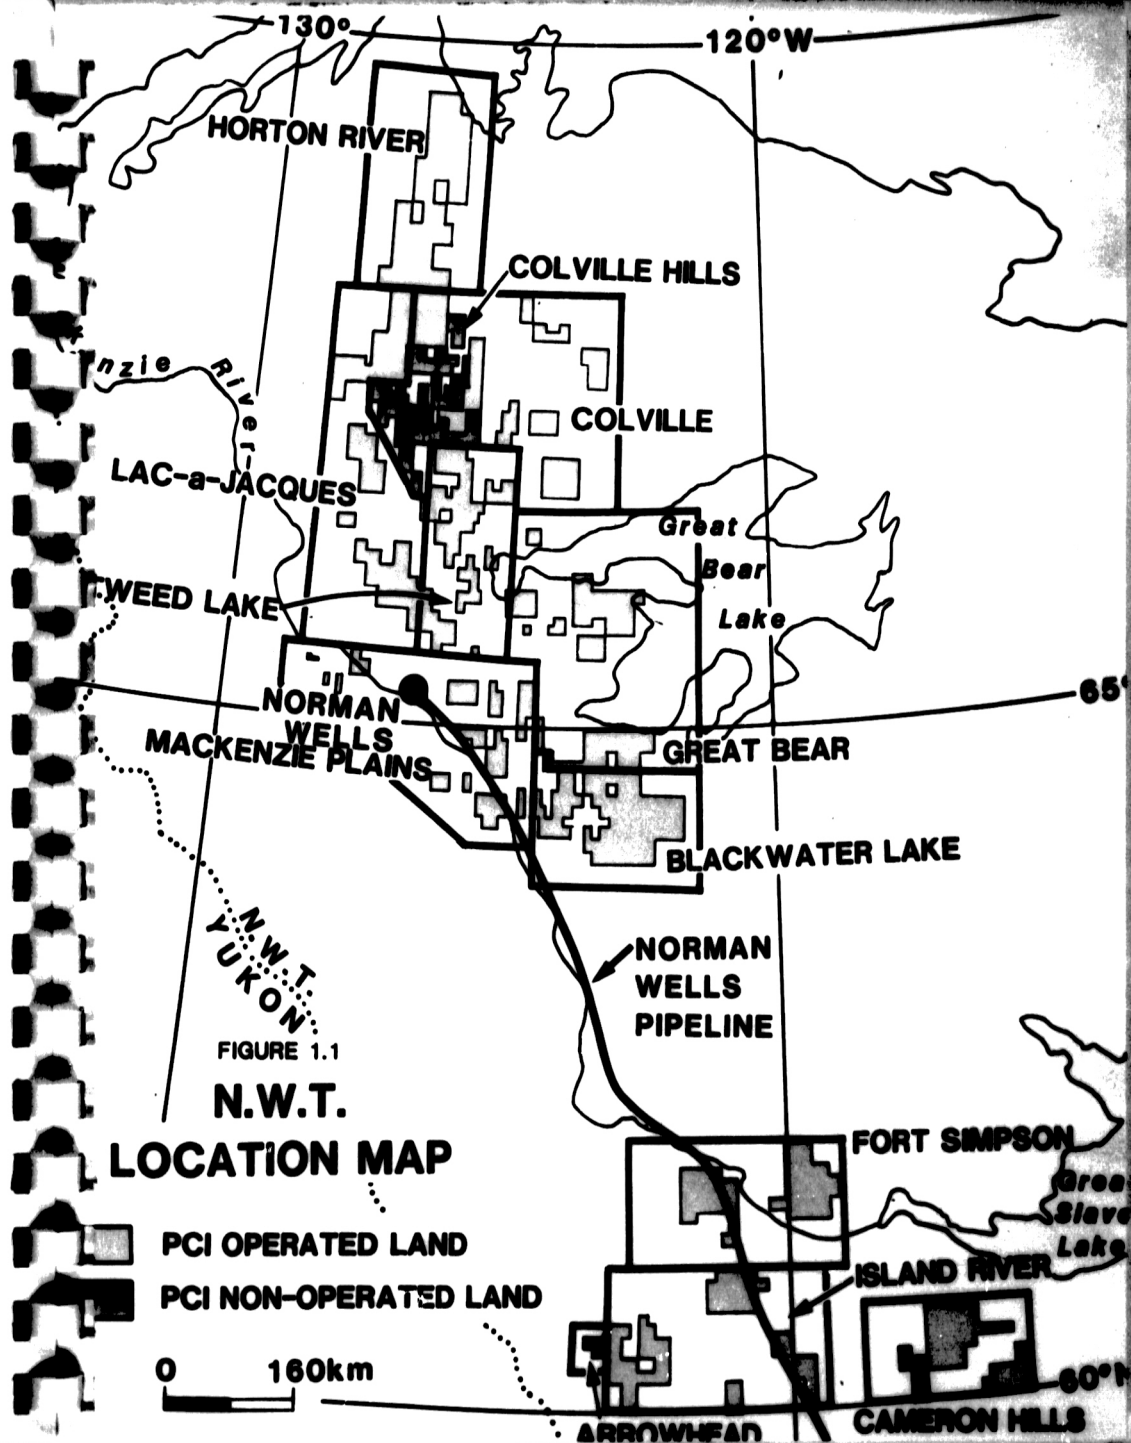 130°
120°W
HORTON RIVER
COLVILLE HILLS
nzie River
COLVILLE
LAC-a-JACQUES
Great
Bear
Lake
WEED LAKE
65°
NORMAN
WELLS
MACKENZIE PLAINS
GREAT BEAR
BLACKWATER LAKE
N.W.T.
YUKON
NORMAN
WELLS
PIPELINE
FIGURE 1.1
N.W.T.
LOCATION MAP
FORT SIMPSON
Grea
Slave
Lake
PCI OPERATED LAND
PCI NON-OPERATED LAND
ISLAND RIVER
0 160km
60°N
ARROWHEAD
CAMERON HILLS